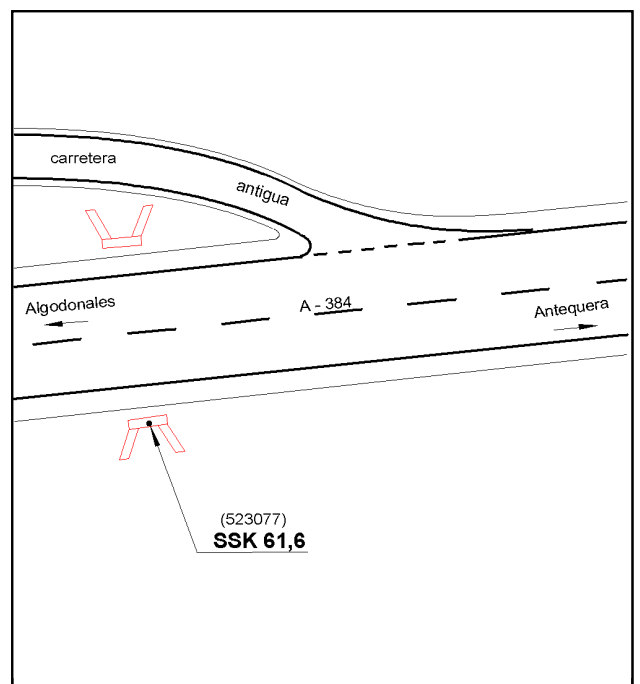 carretera
antigua
Algodonales
A - 384
Antequera
(523077)
SSK 61,6